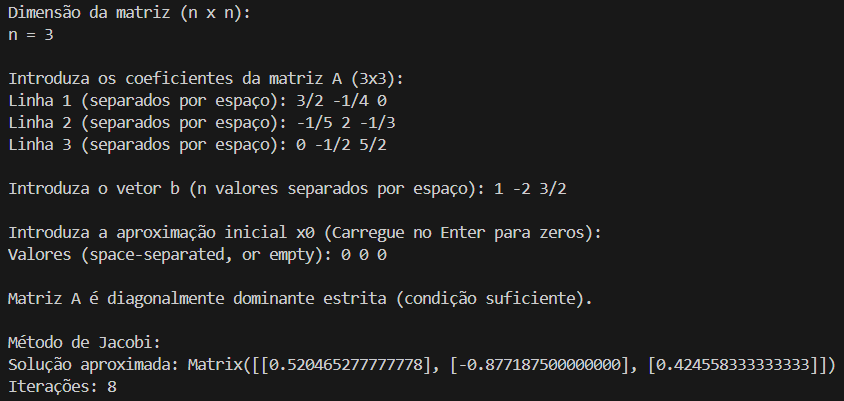 Dimensão da matriz (n x n):
n = 3
Introduza os coeficientes da matriz A (3x3):
Linha 1 (separados por espaço): 3/2 -1/4 0
Linha 2 (separados por espaço): -1/5 2 -1/3
Linha 3 (separados por espaço): 0 -1/2 5/2
Introduza o vetor b (n valores separados por espaço): 1 -2 3/2
Introduza a aproximação inicial x0 (Carregue no Enter para zeros):
Valores (space-separated, or empty): 0 0 0
Matriz A é diagonalmente dominante estrita (condição suficiente).
Método de Jacobi:
Solução aproximada: Matrix([[0.520465277777778], [-0.877187500000000], [0.424558333333333]])
Iterações: 8